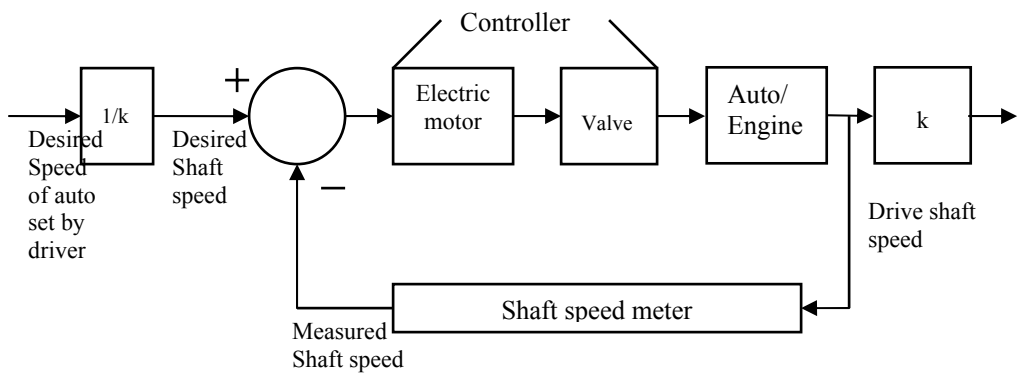 Controller
+
1/k
Electric
motor
Valve
Auto/
Engine
k
Desired
Speed
of auto
set by
driver
Desired
Shaft
speed
−
Drive shaft
speed
Shaft speed meter
Measured
Shaft speed